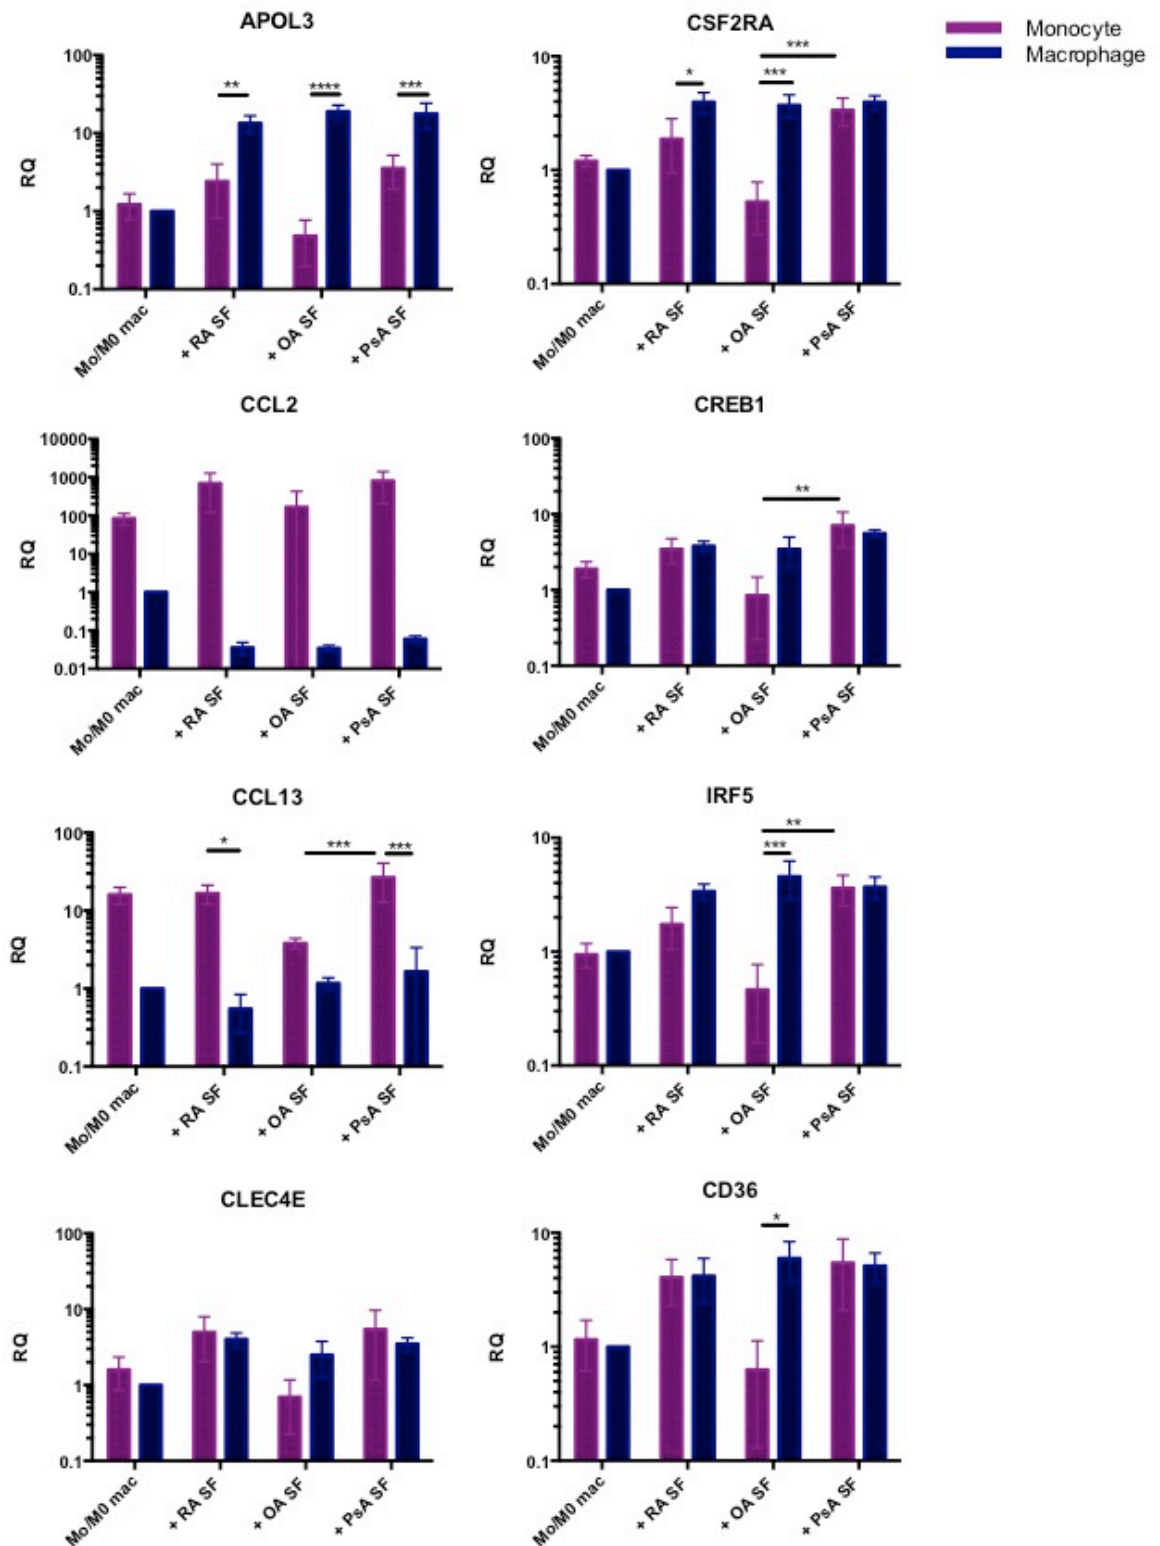 APOL3
CSF2RA
Monocyte
Macrophage
100
10
1
0.1
RQ
**
****
***
Mo/M0 mac
+ RA SF
+ OA SF
+ PsA SF
10
1
0.1
RQ
*
***
***
Mo/M0 mac
+ RA SF
+ OA SF
+ PsA SF
CCL2
10000
1000
100
10
1
0.1
0.01
RQ
Mo/M0 mac
+ RA SF
+ OA SF
+ PsA SF
CREB1
100
10
1
0.1
RQ
**
Mo/M0 mac
+ RA SF
+ OA SF
+ PsA SF
CCL13
100
10
1
0.1
RQ
*
***
***
Mo/M0 mac
+ RA SF
+ OA SF
+ PsA SF
IRF5
10
1
0.1
RQ
**
***
Mo/M0 mac
+ RA SF
+ OA SF
+ PsA SF
CLEC4E
100
10
1
0.1
RQ
Mo/M0 mac
+ RA SF
+ OA SF
+ PsA SF
CD36
10
1
0.1
RQ
*
Mo/M0 mac
+ RA SF
+ OA SF
+ PsA SF